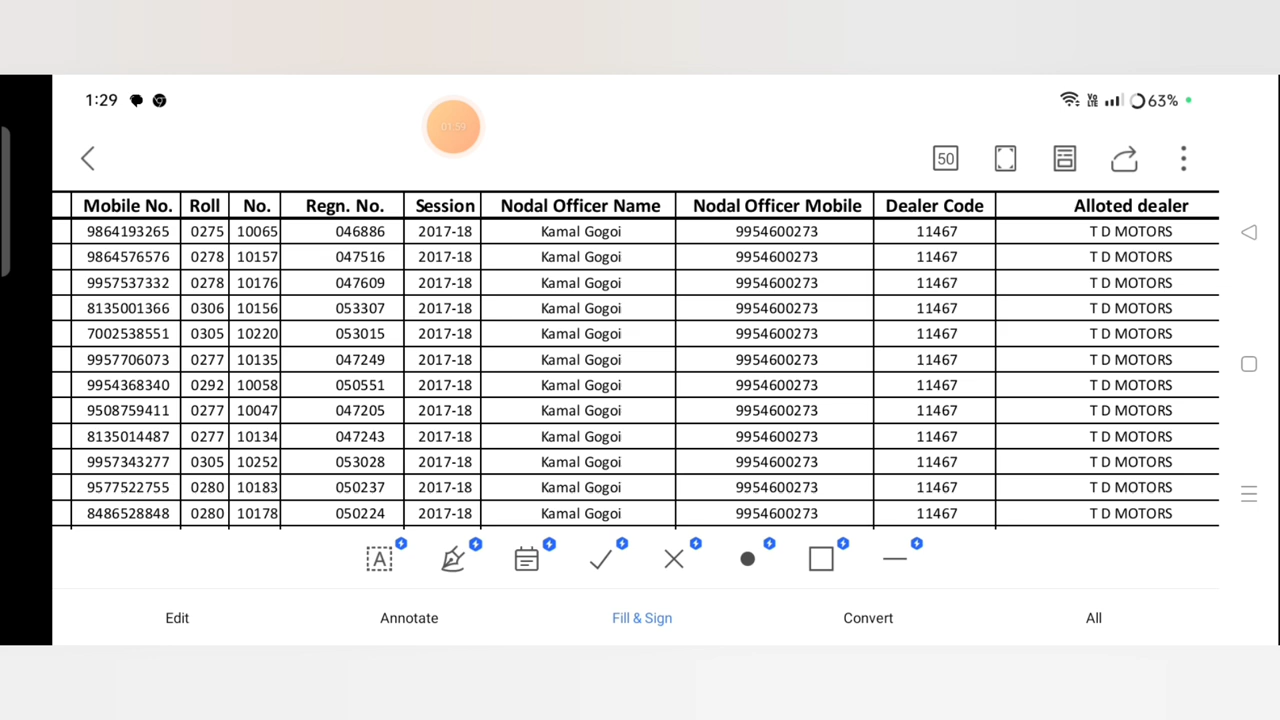 1:29 Vo LTE 63%
01:59
50
Mobile No. Roll No. Regn. No. Session Nodal Officer Name Nodal Officer Mobile Dealer Code Alloted dealer
9864193265 0275 10065 046886 2017-18 Kamal Gogoi 9954600273 11467 T D MOTORS
9864576576 0278 10157 047516 2017-18 Kamal Gogoi 9954600273 11467 T D MOTORS
9957537332 0278 10176 047609 2017-18 Kamal Gogoi 9954600273 11467 T D MOTORS
8135001366 0306 10156 053307 2017-18 Kamal Gogoi 9954600273 11467 T D MOTORS
7002538551 0305 10220 053015 2017-18 Kamal Gogoi 9954600273 11467 T D MOTORS
9957706073 0277 10135 047249 2017-18 Kamal Gogoi 9954600273 11467 T D MOTORS
9954368340 0292 10058 050551 2017-18 Kamal Gogoi 9954600273 11467 T D MOTORS
9508759411 0277 10047 047205 2017-18 Kamal Gogoi 9954600273 11467 T D MOTORS
8135014487 0277 10134 047243 2017-18 Kamal Gogoi 9954600273 11467 T D MOTORS
9957343277 0305 10252 053028 2017-18 Kamal Gogoi 9954600273 11467 T D MOTORS
9577522755 0280 10183 050237 2017-18 Kamal Gogoi 9954600273 11467 T D MOTORS
8486528848 0280 10178 050224 2017-18 Kamal Gogoi 9954600273 11467 T D MOTORS
A
Edit Annotate Fill & Sign Convert All